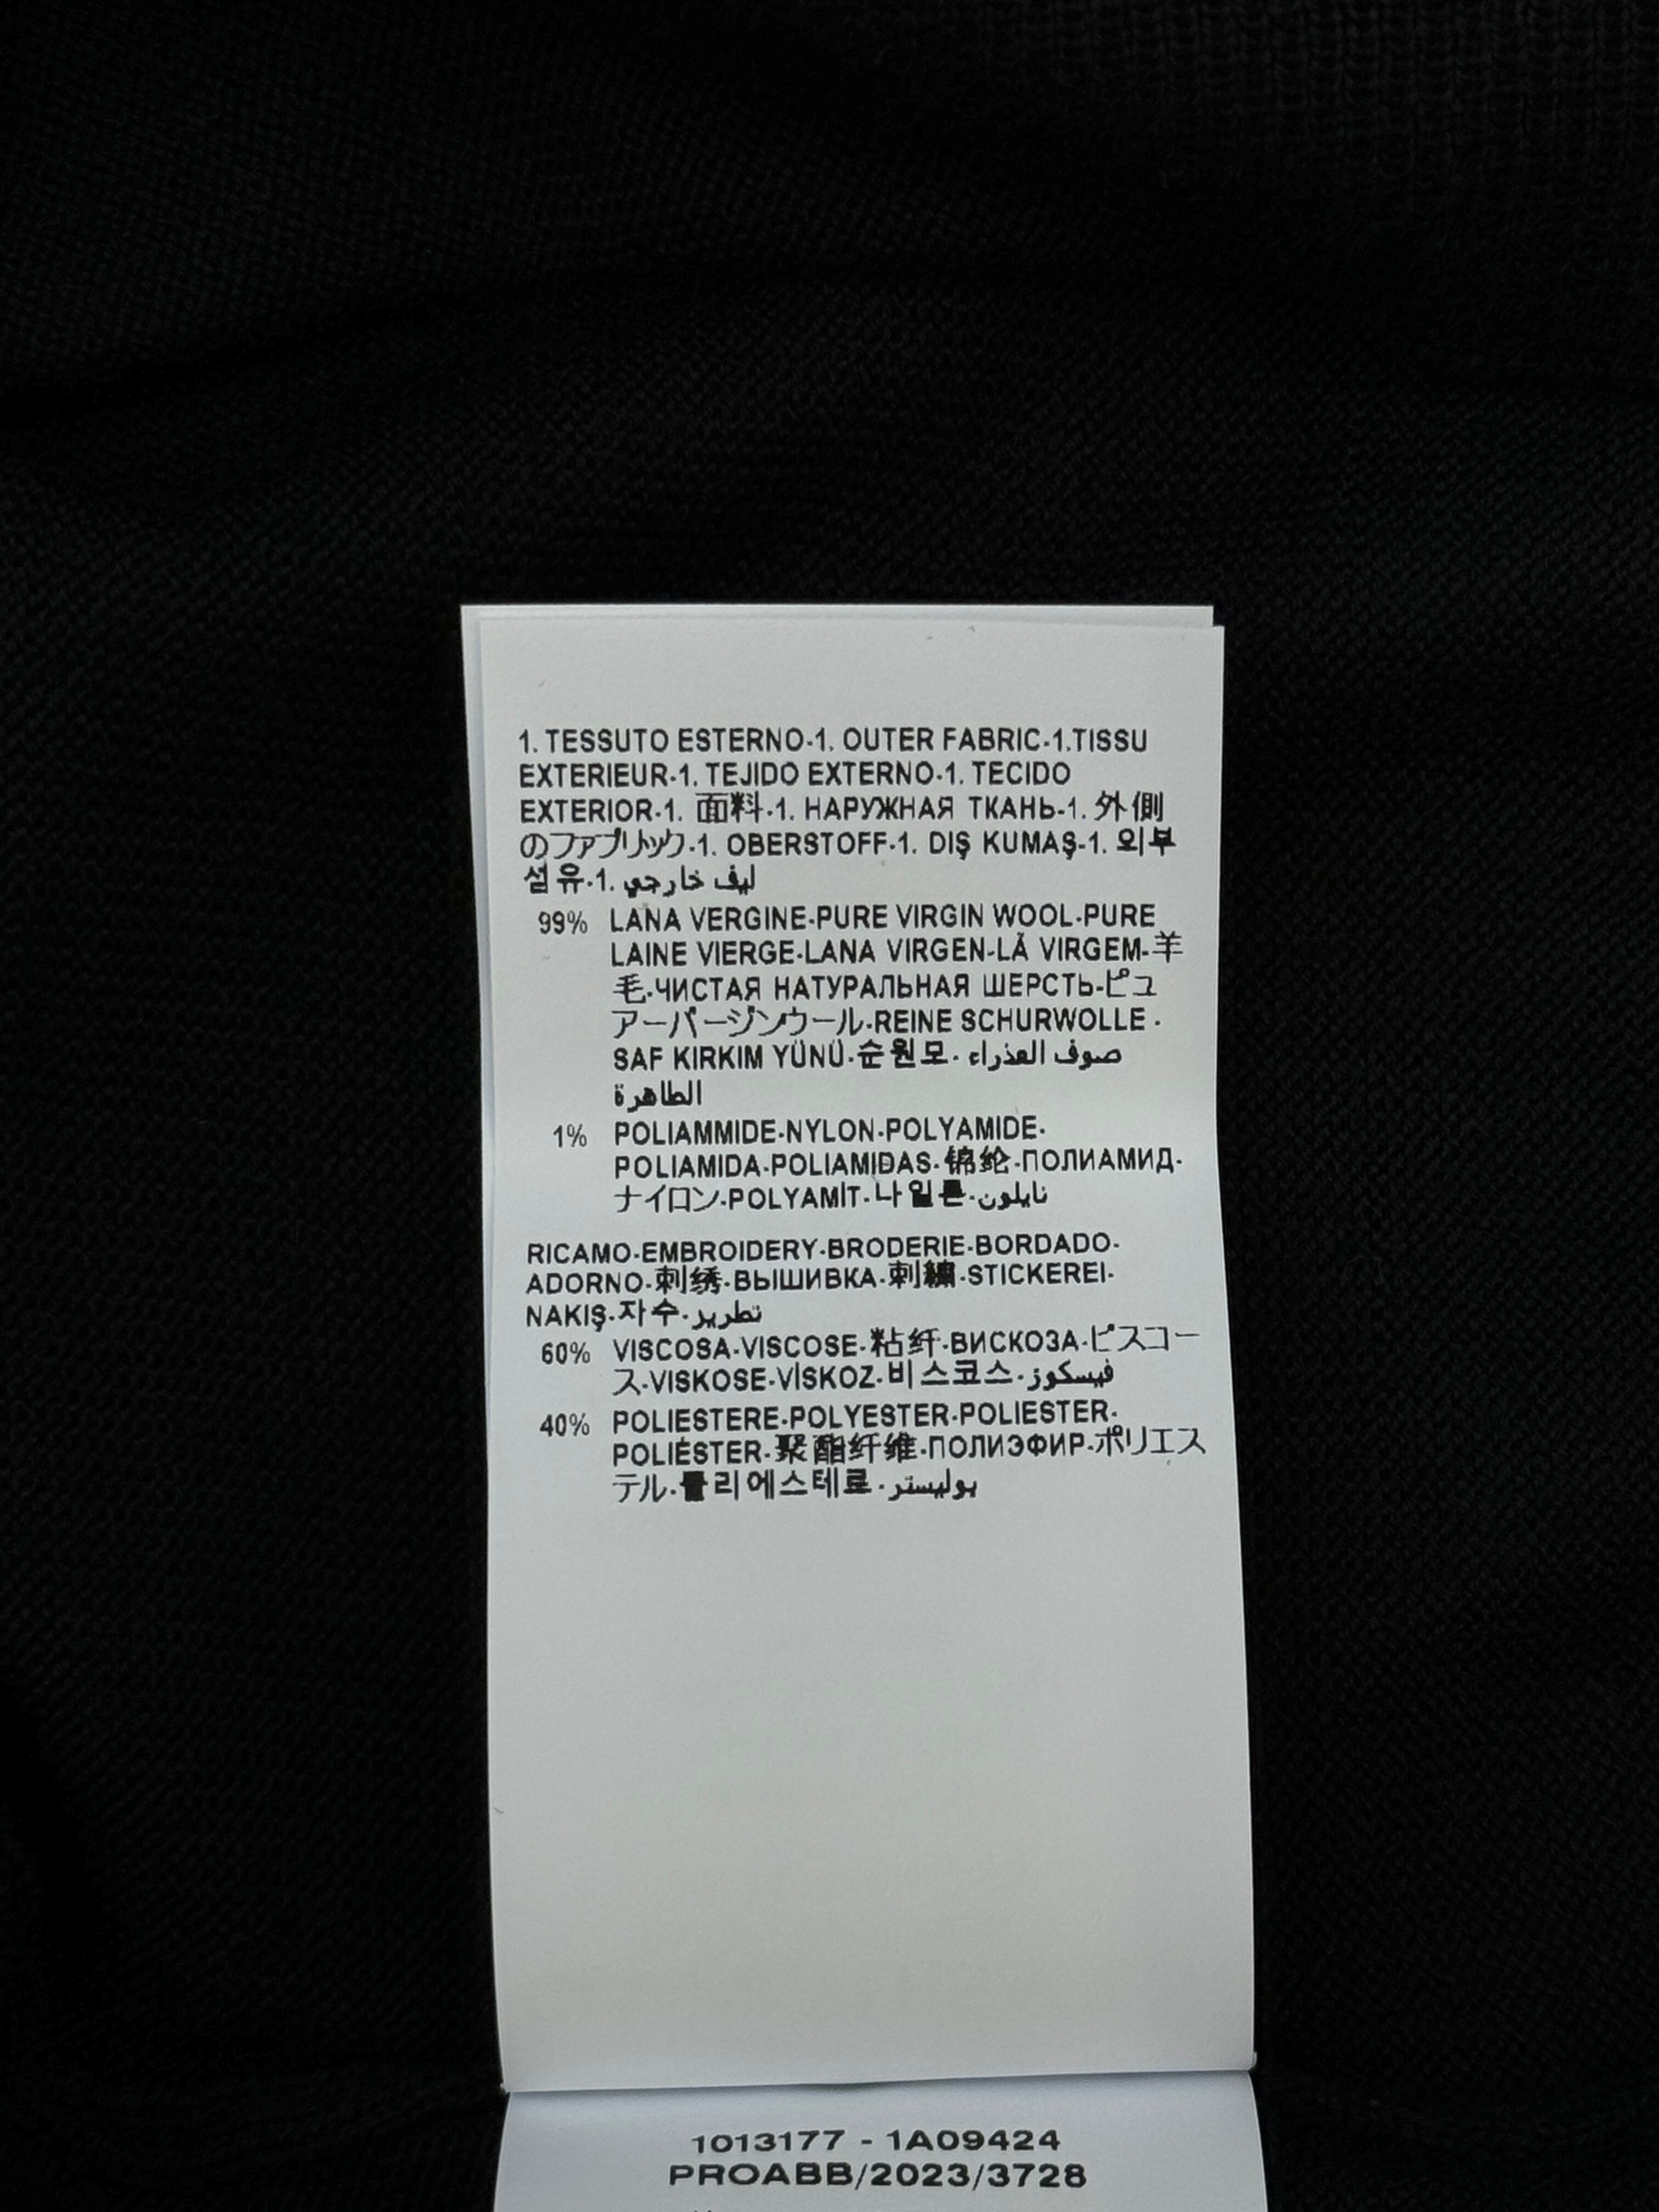 1. TESSUTO ESTERNO-1. OUTER FABRIC-1.TISSU
EXTERIEUR-1. TEJIDO EXTERNO-1. TECIDO
EXTERIOR-1. 面料-1. НАРУЖНАЯ ТКАНЬ-1. 外側
のファブリック-1. OBERSTOFF-1. DIŞ KUMAŞ-1. 외부
섬유-1. ليف خارجي
99% LANA VERGINE-PURE VIRGIN WOOL-PURE
LAINE VIERGE-LANA VIRGEN-LÃ VIRGEM-羊
毛-ЧИСТАЯ НАТУРАЛЬНАЯ ШЕРСТЬ-ピュ
アーバージンウール-REINE SCHURWOLLE-
SAF KIRKIM YÜNÜ-순원모- صوف العذراء
الطاهرة
1% POLIAMMIDE-NYLON-POLYAMIDE-
POLIAMIDA-POLIAMIDAS-锦纶-ПОЛИАМИД-
ナイロン-POLYAMİT-나일론-نايلون
RICAMO-EMBROIDERY-BRODERIE-BORDADO-
ADORNO-刺绣-ВЫШИВКА-刺繍-STICKEREI-
NAKIŞ-자수-تطريز
60% VISCOSA-VISCOSE-粘纤-ВИСКОЗА-ビスコー
ス-VISKOSE-VİSKOZ-비스코스-فيسكوز
40% POLIESTERE-POLYESTER-POLIESTER-
POLIÉSTER-聚酯纤维-ПОЛИЭФИР-ポリエス
テル-폴리에스테르-بوليستر
1013177 - 1A09424
PROABB/2023/3728